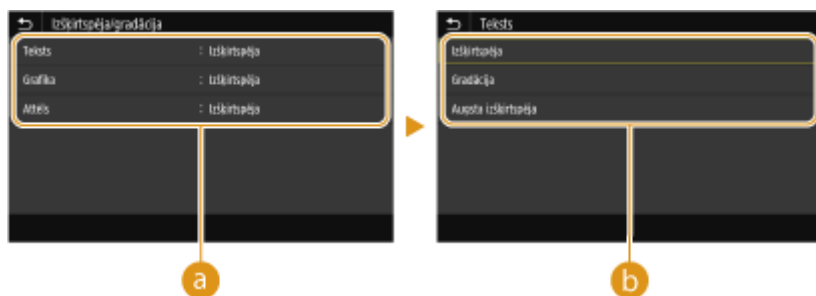 Izšķirtspēja/gradācija
Teksts : Izšķirtspēja
Grafika : Izšķirtspēja
Attēls : Izšķirtspēja
a
Teksts
Izšķirtspēja
Gradācija
Augsta izšķirtspēja
b